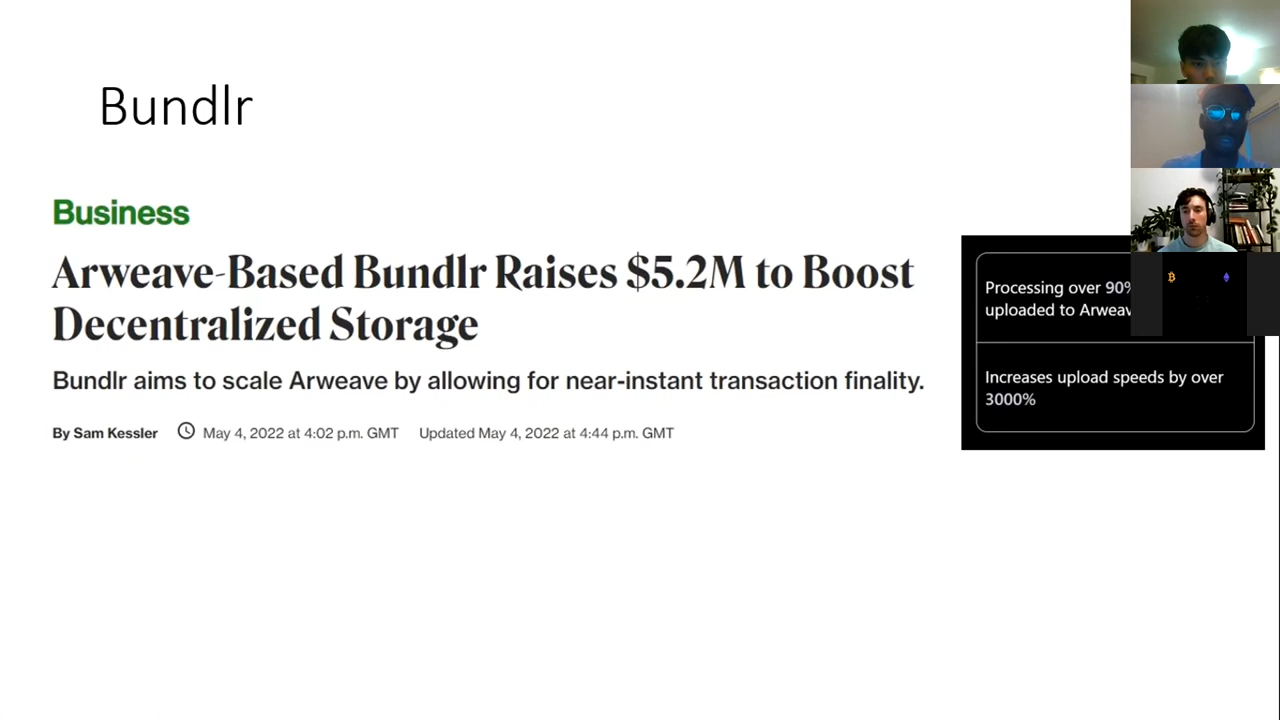 Bundlr
Business
Arweave-Based Bundlr Raises $5.2M to Boost
Decentralized Storage
Bundlr aims to scale Arweave by allowing for near-instant transaction finality.
By Sam Kessler May 4, 2022 at 4:02 p.m. GMT Updated May 4, 2022 at 4:44 p.m. GMT
Processing over 90%
uploaded to
Increases upload speeds by over
3000%